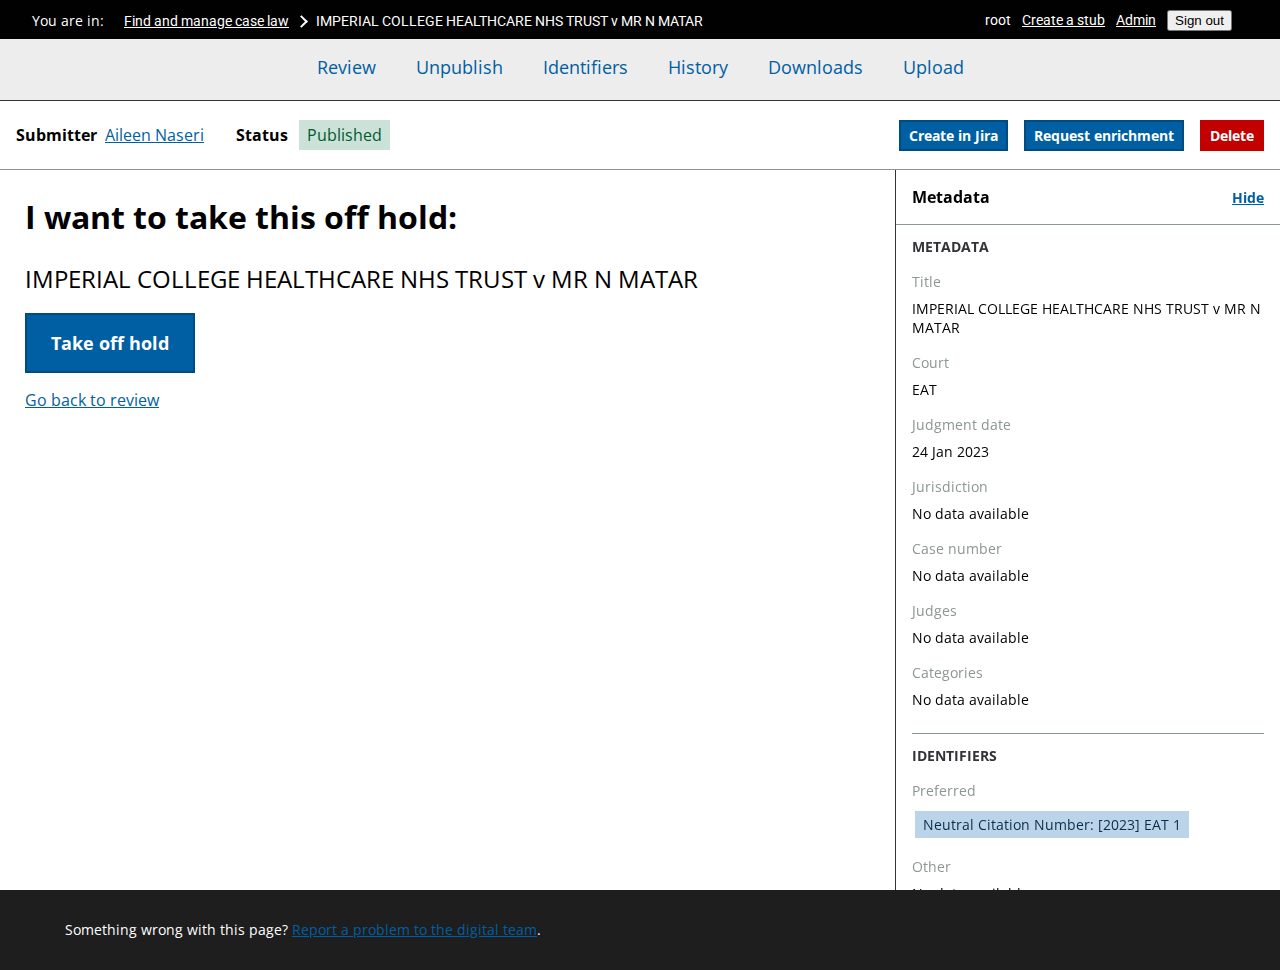 You are in: Find and manage case law IMPERIAL COLLEGE HEALTHCARE NHS TRUST v MR N MATAR root Create a stub Admin Sign out
Review Unpublish Identifiers History Downloads Upload
Submitter Aileen Naseri Status Published Create in Jira Request enrichment Delete
I want to take this off hold:
IMPERIAL COLLEGE HEALTHCARE NHS TRUST v MR N MATAR
Take off hold
Go back to review
Metadata Hide
METADATA
Title
IMPERIAL COLLEGE HEALTHCARE NHS TRUST v MR N
MATAR
Court
EAT
Judgment date
24 Jan 2023
Jurisdiction
No data available
Case number
No data available
Judges
No data available
Categories
No data available
IDENTIFIERS
Preferred
Neutral Citation Number: [2023] EAT 1
Other
Something wrong with this page? Report a problem to the digital team.